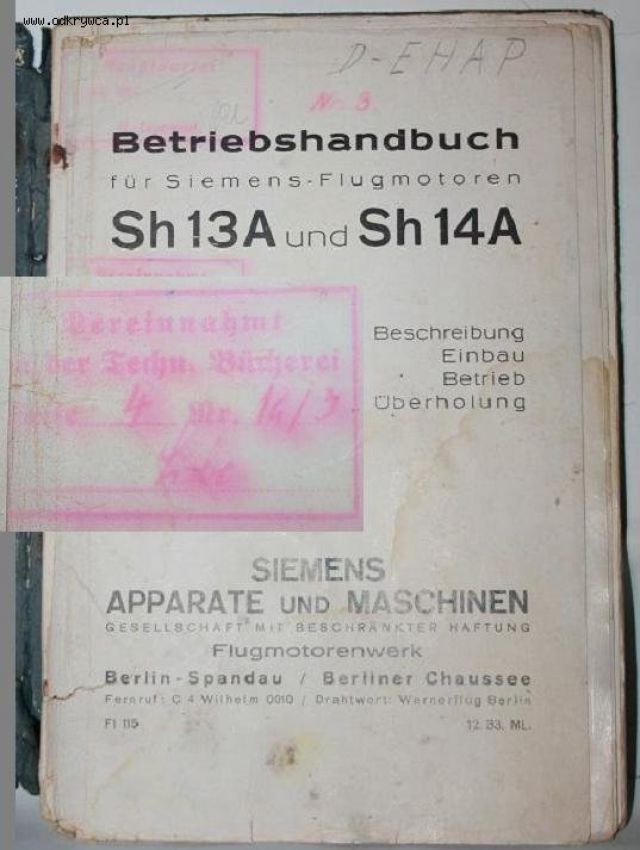 www.odkrywca.pl
D-EHAP
Nr. 3
Betriebshandbuch
für Siemens-Flugmotoren
Sh 13A und Sh 14A
Vereinnahmt
der Techn. Bücherei
4 Nr. 12/3
Beschreibung
Einbau
Betrieb
Überholung
SIEMENS
APPARATE UND MASCHINEN
GESELLSCHAFT MIT BESCHRÄNKTER HAFTUNG
Flugmotorenwerk
Berlin-Spandau / Berliner Chaussee
Fernruf: C 4 Wilhelm 0010 / Drahtwort: Wernerflug Berlin
Fl 115 12. 33. ML.